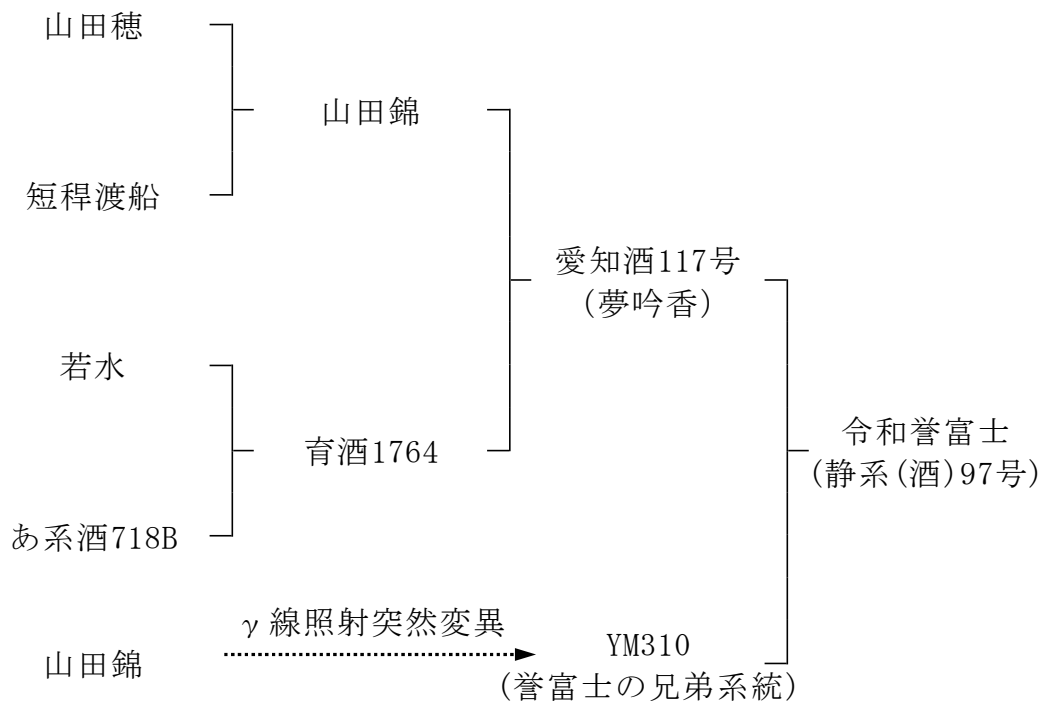 山田穂
山田錦
短稈渡船
愛知酒117号
(夢吟香)
若水
育酒1764
令和誉富士
(静系(酒)97号)
あ系酒718B
γ線照射突然変異
山田錦
YM310
(誉富士の兄弟系統)